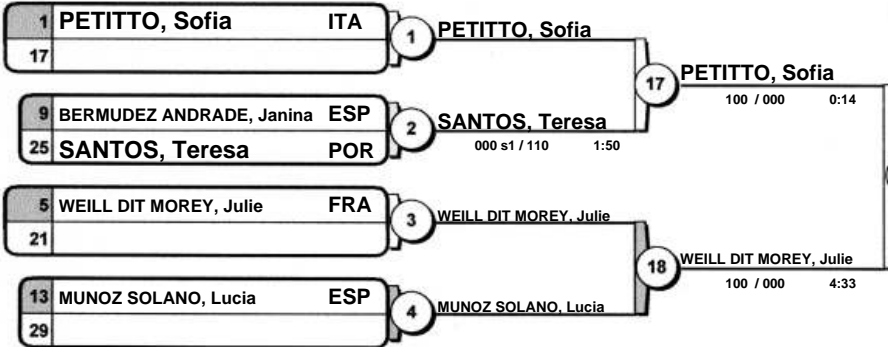 1 PETITTO, Sofia ITA
17
1 PETITTO, Sofia
9 BERMUDEZ ANDRADE, Janina ESP
25 SANTOS, Teresa POR
2 SANTOS, Teresa
000 s1 / 110 1:50
17 PETITTO, Sofia
100 / 000 0:14
5 WEILL DIT MOREY, Julie FRA
21
3 WEILL DIT MOREY, Julie
13 MUNOZ SOLANO, Lucia ESP
29
4 MUNOZ SOLANO, Lucia
18 WEILL DIT MOREY, Julie
100 / 000 4:33